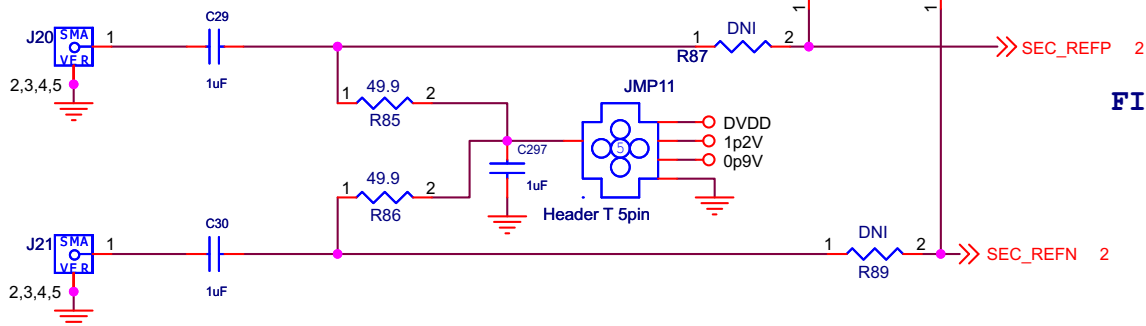 1
1
C29
J20
SMA
1
VER
2,3,4,5
1uF
1
DNI
2
R87
SEC_REFP 2
FI
49.9
1
2
R85
JMP11
DVDD
1p2V
0p9V
5
C297
1uF
49.9
1
2
R86
Header T 5pin
C30
J21
SMA
1
VER
2,3,4,5
1uF
DNI
1
2
R89
SEC_REFN 2